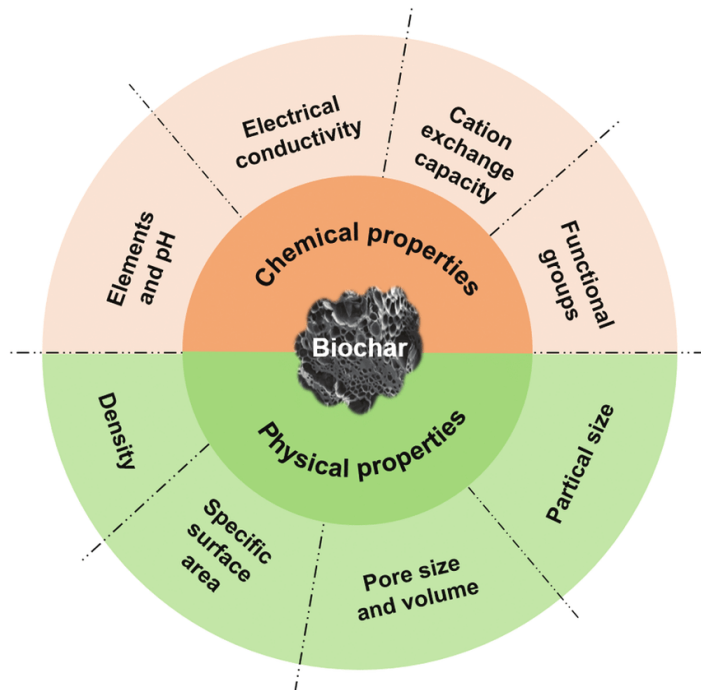 Electrical
conductivity
Cation
exchange
capacity
Elements
and pH
Functional
groups
Chemical properties
Biochar
Physical properties
Density
Specific
surface
area
Pore size
and volume
Partical size